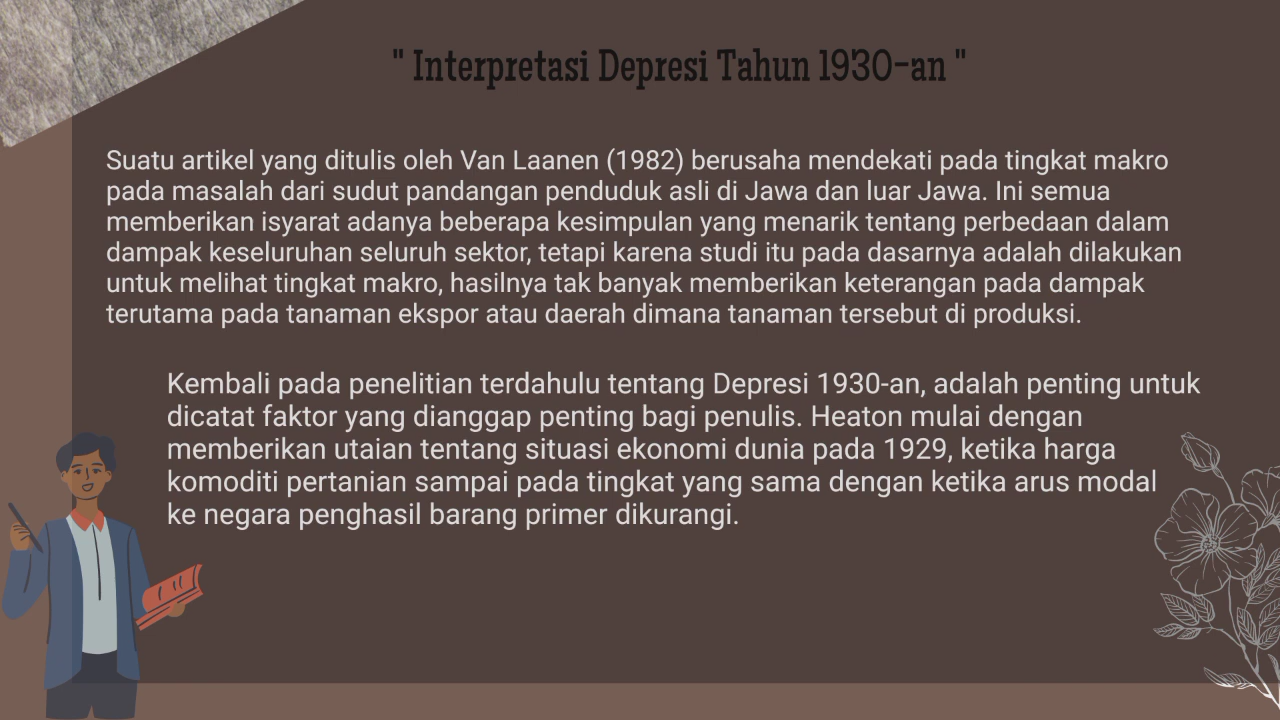 " Interpretasi Depresi Tahun 1930-an "
Suatu artikel yang ditulis oleh Van Laanen (1982) berusaha mendekati pada tingkat makro
pada masalah dari sudut pandangan penduduk asli di Jawa dan luar Jawa. Ini semua
memberikan isyarat adanya beberapa kesimpulan yang menarik tentang perbedaan dalam
dampak keseluruhan seluruh sektor, tetapi karena studi itu pada dasarnya adalah dilakukan
untuk melihat tingkat makro, hasilnya tak banyak memberikan keterangan pada dampak
terutama pada tanaman ekspor atau daerah dimana tanaman tersebut di produksi.
Kembali pada penelitian terdahulu tentang Depresi 1930-an, adalah penting untuk
dicatat faktor yang dianggap penting bagi penulis. Heaton mulai dengan
memberikan utaian tentang situasi ekonomi dunia pada 1929, ketika harga
komoditi pertanian sampai pada tingkat yang sama dengan ketika arus modal
ke negara penghasil barang primer dikurangi.